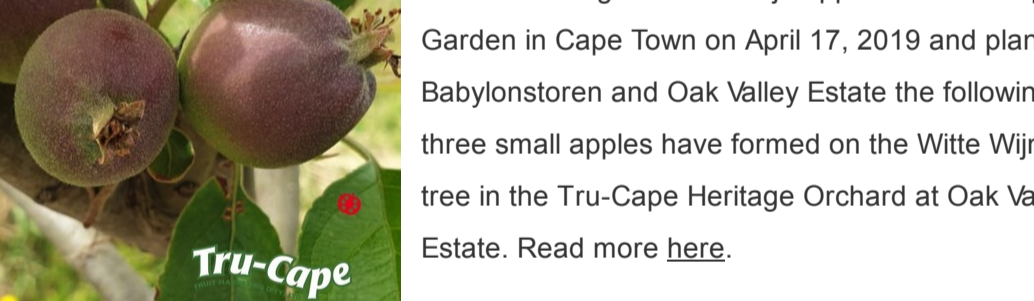 Garden in Cape Town on April 17, 2019 and plan
Babylonstoren and Oak Valley Estate the followin
three small apples have formed on the Witte Wijn
tree in the Tru-Cape Heritage Orchard at Oak Va
Estate. Read more here.
Tru-Cape